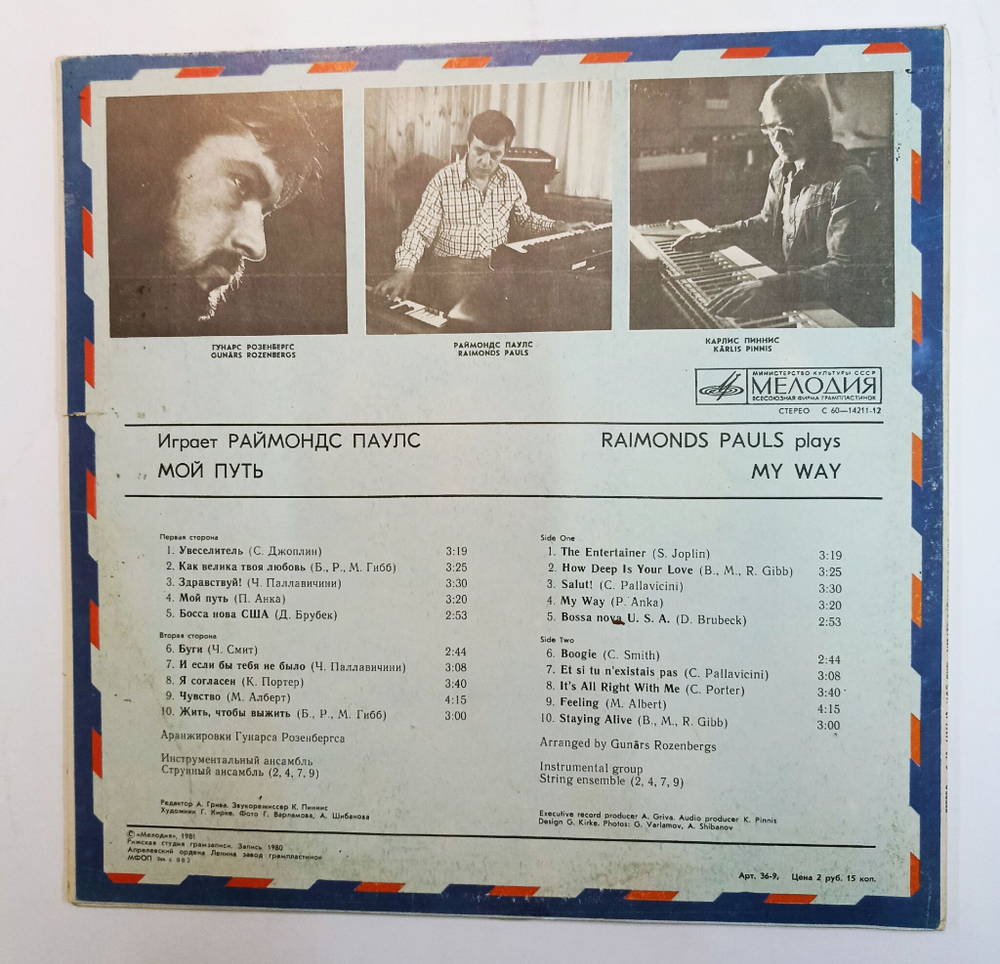 ГУНАРС РОЗЕНБЕРГС
GUNĀRS ROZENBERGS
РАЙМОНДС ПАУЛС
RAIMONDS PAULS
КАРЛИС ПИННИС
KĀRLIS PINNIS
МИНИСТЕРСТВО КУЛЬТУРЫ СССР
МЕЛОДИЯ
ВСЕСОЮЗНАЯ ФИРМА ГРАМПЛАСТИНОК
СТЕРЕО С 60—14211-12
Играет РАЙМОНДС ПАУЛС
МОЙ ПУТЬ
RAIMONDS PAULS plays
MY WAY
Первая сторона
1. Увеселитель (С. Джоплин) 3:19
2. Как велика твоя любовь (Б., Р., М. Гибб) 3:25
3. Здравствуй! (Ч. Паллавичини) 3:30
4. Мой путь (П. Анка) 3:20
5. Босса нова США (Д. Брубек) 2:53
Вторая сторона
6. Буги (Ч. Смит) 2:44
7. И если бы тебя не было (Ч. Паллавичини) 3:08
8. Я согласен (К. Портер) 3:40
9. Чувство (М. Алберт) 4:15
10. Жить, чтобы выжить (Б., Р., М. Гибб) 3:00
Аранжировки Гунарса Розенбергса
Инструментальный ансамбль
Струнный ансамбль (2, 4, 7, 9)
Редактор А. Грива. Звукорежиссер К. Пиннис
Художник Г. Кирке. Фото Г. Варламова, А. Шибанова
Side One
1. The Entertainer (S. Joplin) 3:19
2. How Deep Is Your Love (B., M., R. Gibb) 3:25
3. Salut! (C. Pallavicini) 3:30
4. My Way (P. Anka) 3:20
5. Bossa nova U. S. A. (D. Brubeck) 2:53
Side Two
6. Boogie (C. Smith) 2:44
7. Et si tu n'existais pas (C. Pallavicini) 3:08
8. It's All Right With Me (C. Porter) 3:40
9. Feeling (M. Albert) 4:15
10. Staying Alive (B., M., R. Gibb) 3:00
Arranged by Gunārs Rozenbergs
Instrumental group
String ensemble (2, 4, 7, 9)
Executive record producer A. Griva. Audio producer K. Pinnis
Design G. Kirke. Photos: G. Varlamov, A. Shibanov
© «Мелодия», 1981
Рижская студия грамзаписи. Запись 1980
Апрелевский ордена Ленина завод грампластинок
МФОП
Арт. 36-9. Цена 2 руб. 15 коп.